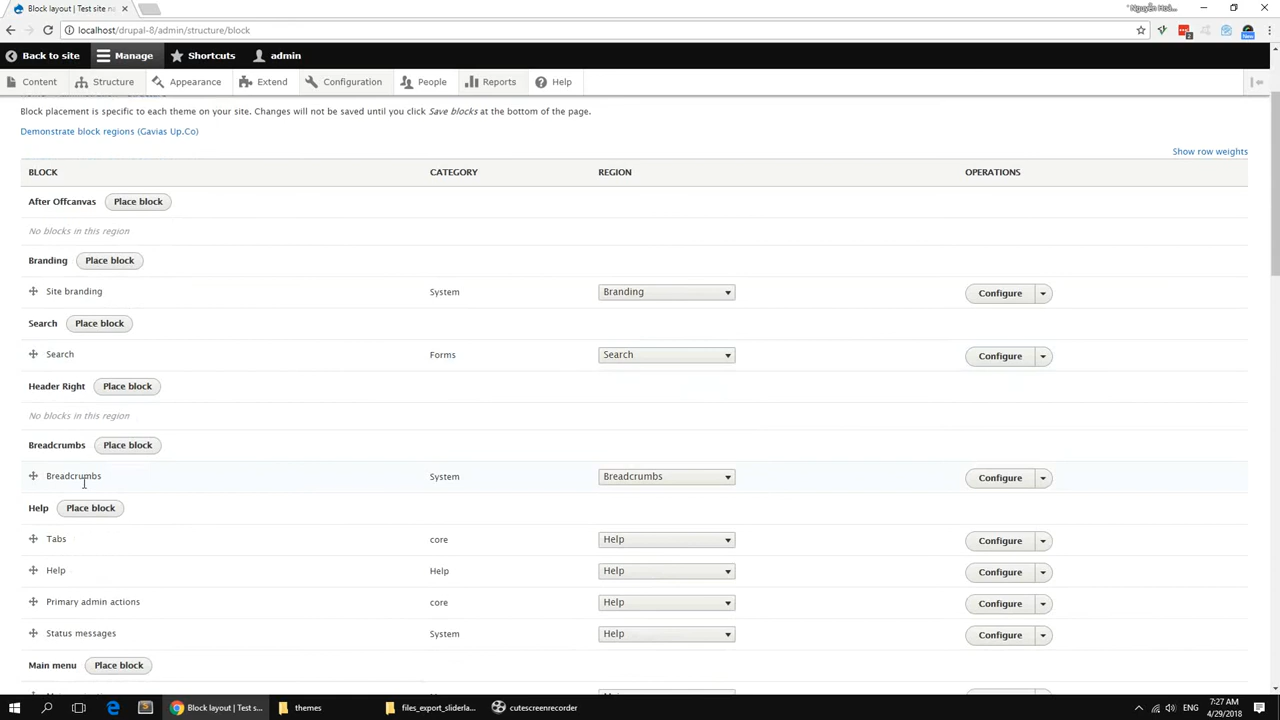 Block layout | Test site na
localhost/drupal-8/admin/structure/block
Back to site
Manage
Shortcuts
admin
Content
Structure
Appearance
Extend
Configuration
People
Reports
Help
Block placement is specific to each theme on your site. Changes will not be saved until you click Save blocks at the bottom of the page.
Demonstrate block regions (Gavias Up.Co)
Show row weights
BLOCK CATEGORY REGION OPERATIONS
After Offcanvas Place block
No blocks in this region
Branding Place block
Site branding System Branding Configure
Search Place block
Search Forms Search Configure
Header Right Place block
No blocks in this region
Breadcrumbs Place block
Breadcrumbs System Breadcrumbs Configure
Help Place block
Tabs core Help Configure
Help Help Help Configure
Primary admin actions core Help Configure
Status messages System Help Configure
Main menu Place block
Block layout | Test s...
themes
files_export_sliderla...
cutescreenrecorder
ENG
7:27 AM
4/29/2018